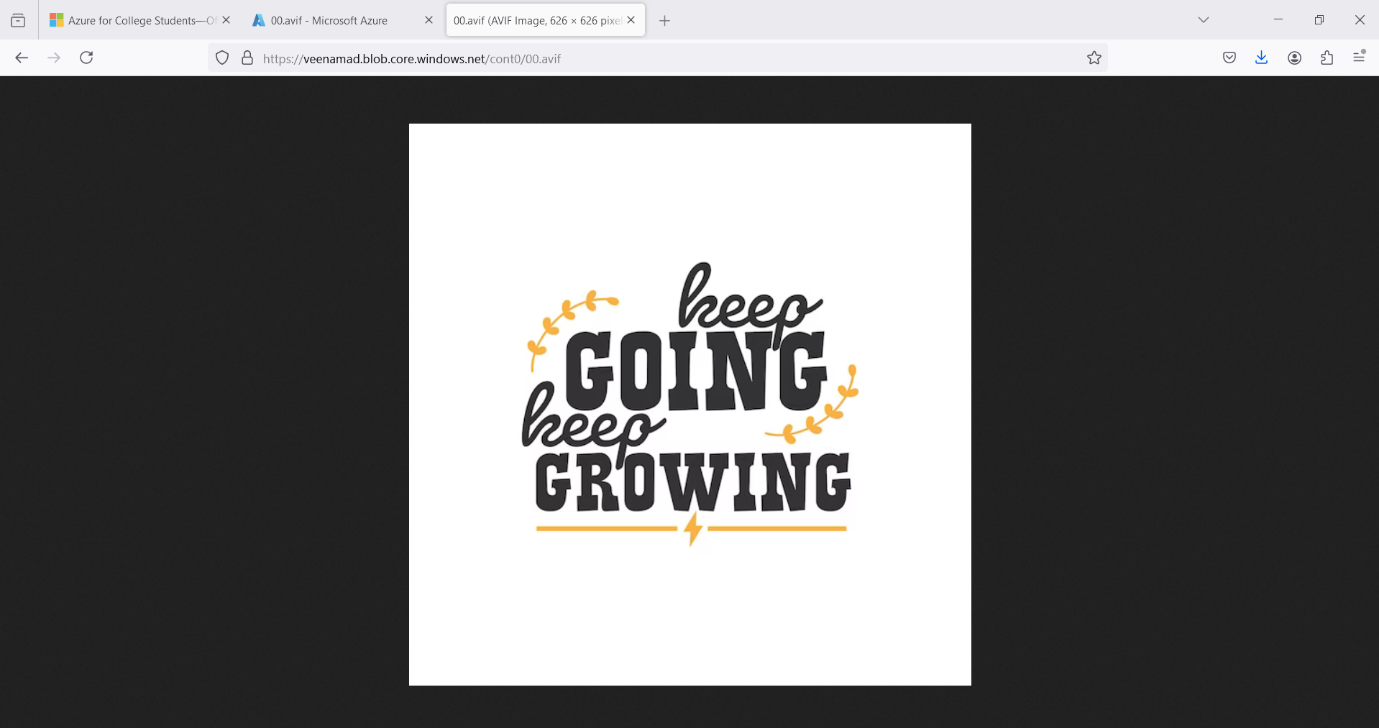 Azure for College Students—Of
00.avif - Microsoft Azure
00.avif (AVIF Image, 626 × 626 pixel
https://veenamad.blob.core.windows.net/cont0/00.avif
keep
GOING
keep
GROWING